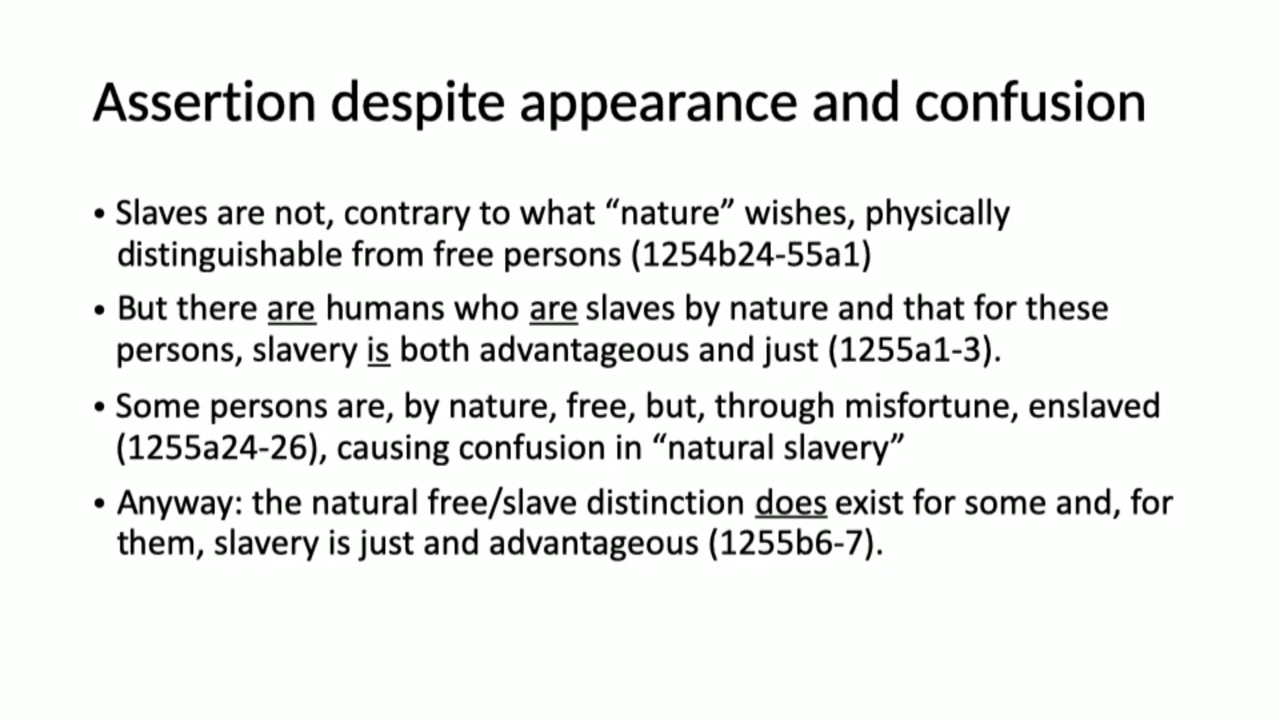 Assertion despite appearance and confusion
• Slaves are not, contrary to what “nature” wishes, physically
distinguishable from free persons (1254b24-55a1)
• But there are humans who are slaves by nature and that for these
persons, slavery is both advantageous and just (1255a1-3).
• Some persons are, by nature, free, but, through misfortune, enslaved
(1255a24-26), causing confusion in “natural slavery”
• Anyway: the natural free/slave distinction does exist for some and, for
them, slavery is just and advantageous (1255b6-7).